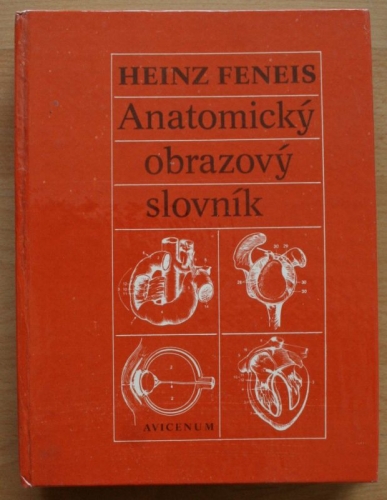 HEINZ FENEIS
Anatomický
obrazový
slovník
AVICENUM